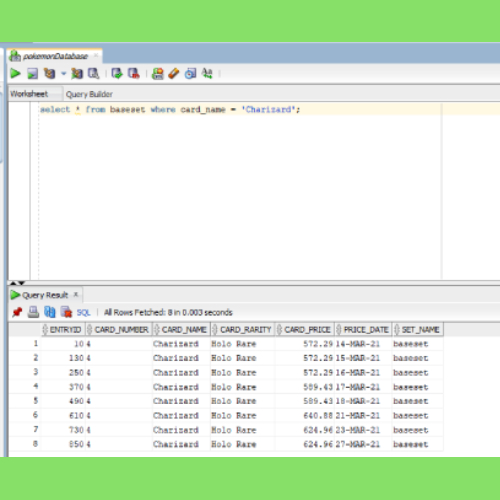 pokemonDatabase
Worksheet Query Builder
select * from baseset where card_name = 'Charizard';
Query Result
SQL | All Rows Fetched: 8 in 0.003 seconds
ENTRYID CARD_NUMBER CARD_NAME CARD_RARITY CARD_PRICE PRICE_DATE SET_NAME
1 10 4 Charizard Holo Rare 572.29 14-MAR-21 baseset
2 130 4 Charizard Holo Rare 572.29 15-MAR-21 baseset
3 250 4 Charizard Holo Rare 572.29 16-MAR-21 baseset
4 370 4 Charizard Holo Rare 589.43 17-MAR-21 baseset
5 490 4 Charizard Holo Rare 589.43 18-MAR-21 baseset
6 610 4 Charizard Holo Rare 640.88 21-MAR-21 baseset
7 730 4 Charizard Holo Rare 624.96 23-MAR-21 baseset
8 850 4 Charizard Holo Rare 624.96 27-MAR-21 baseset